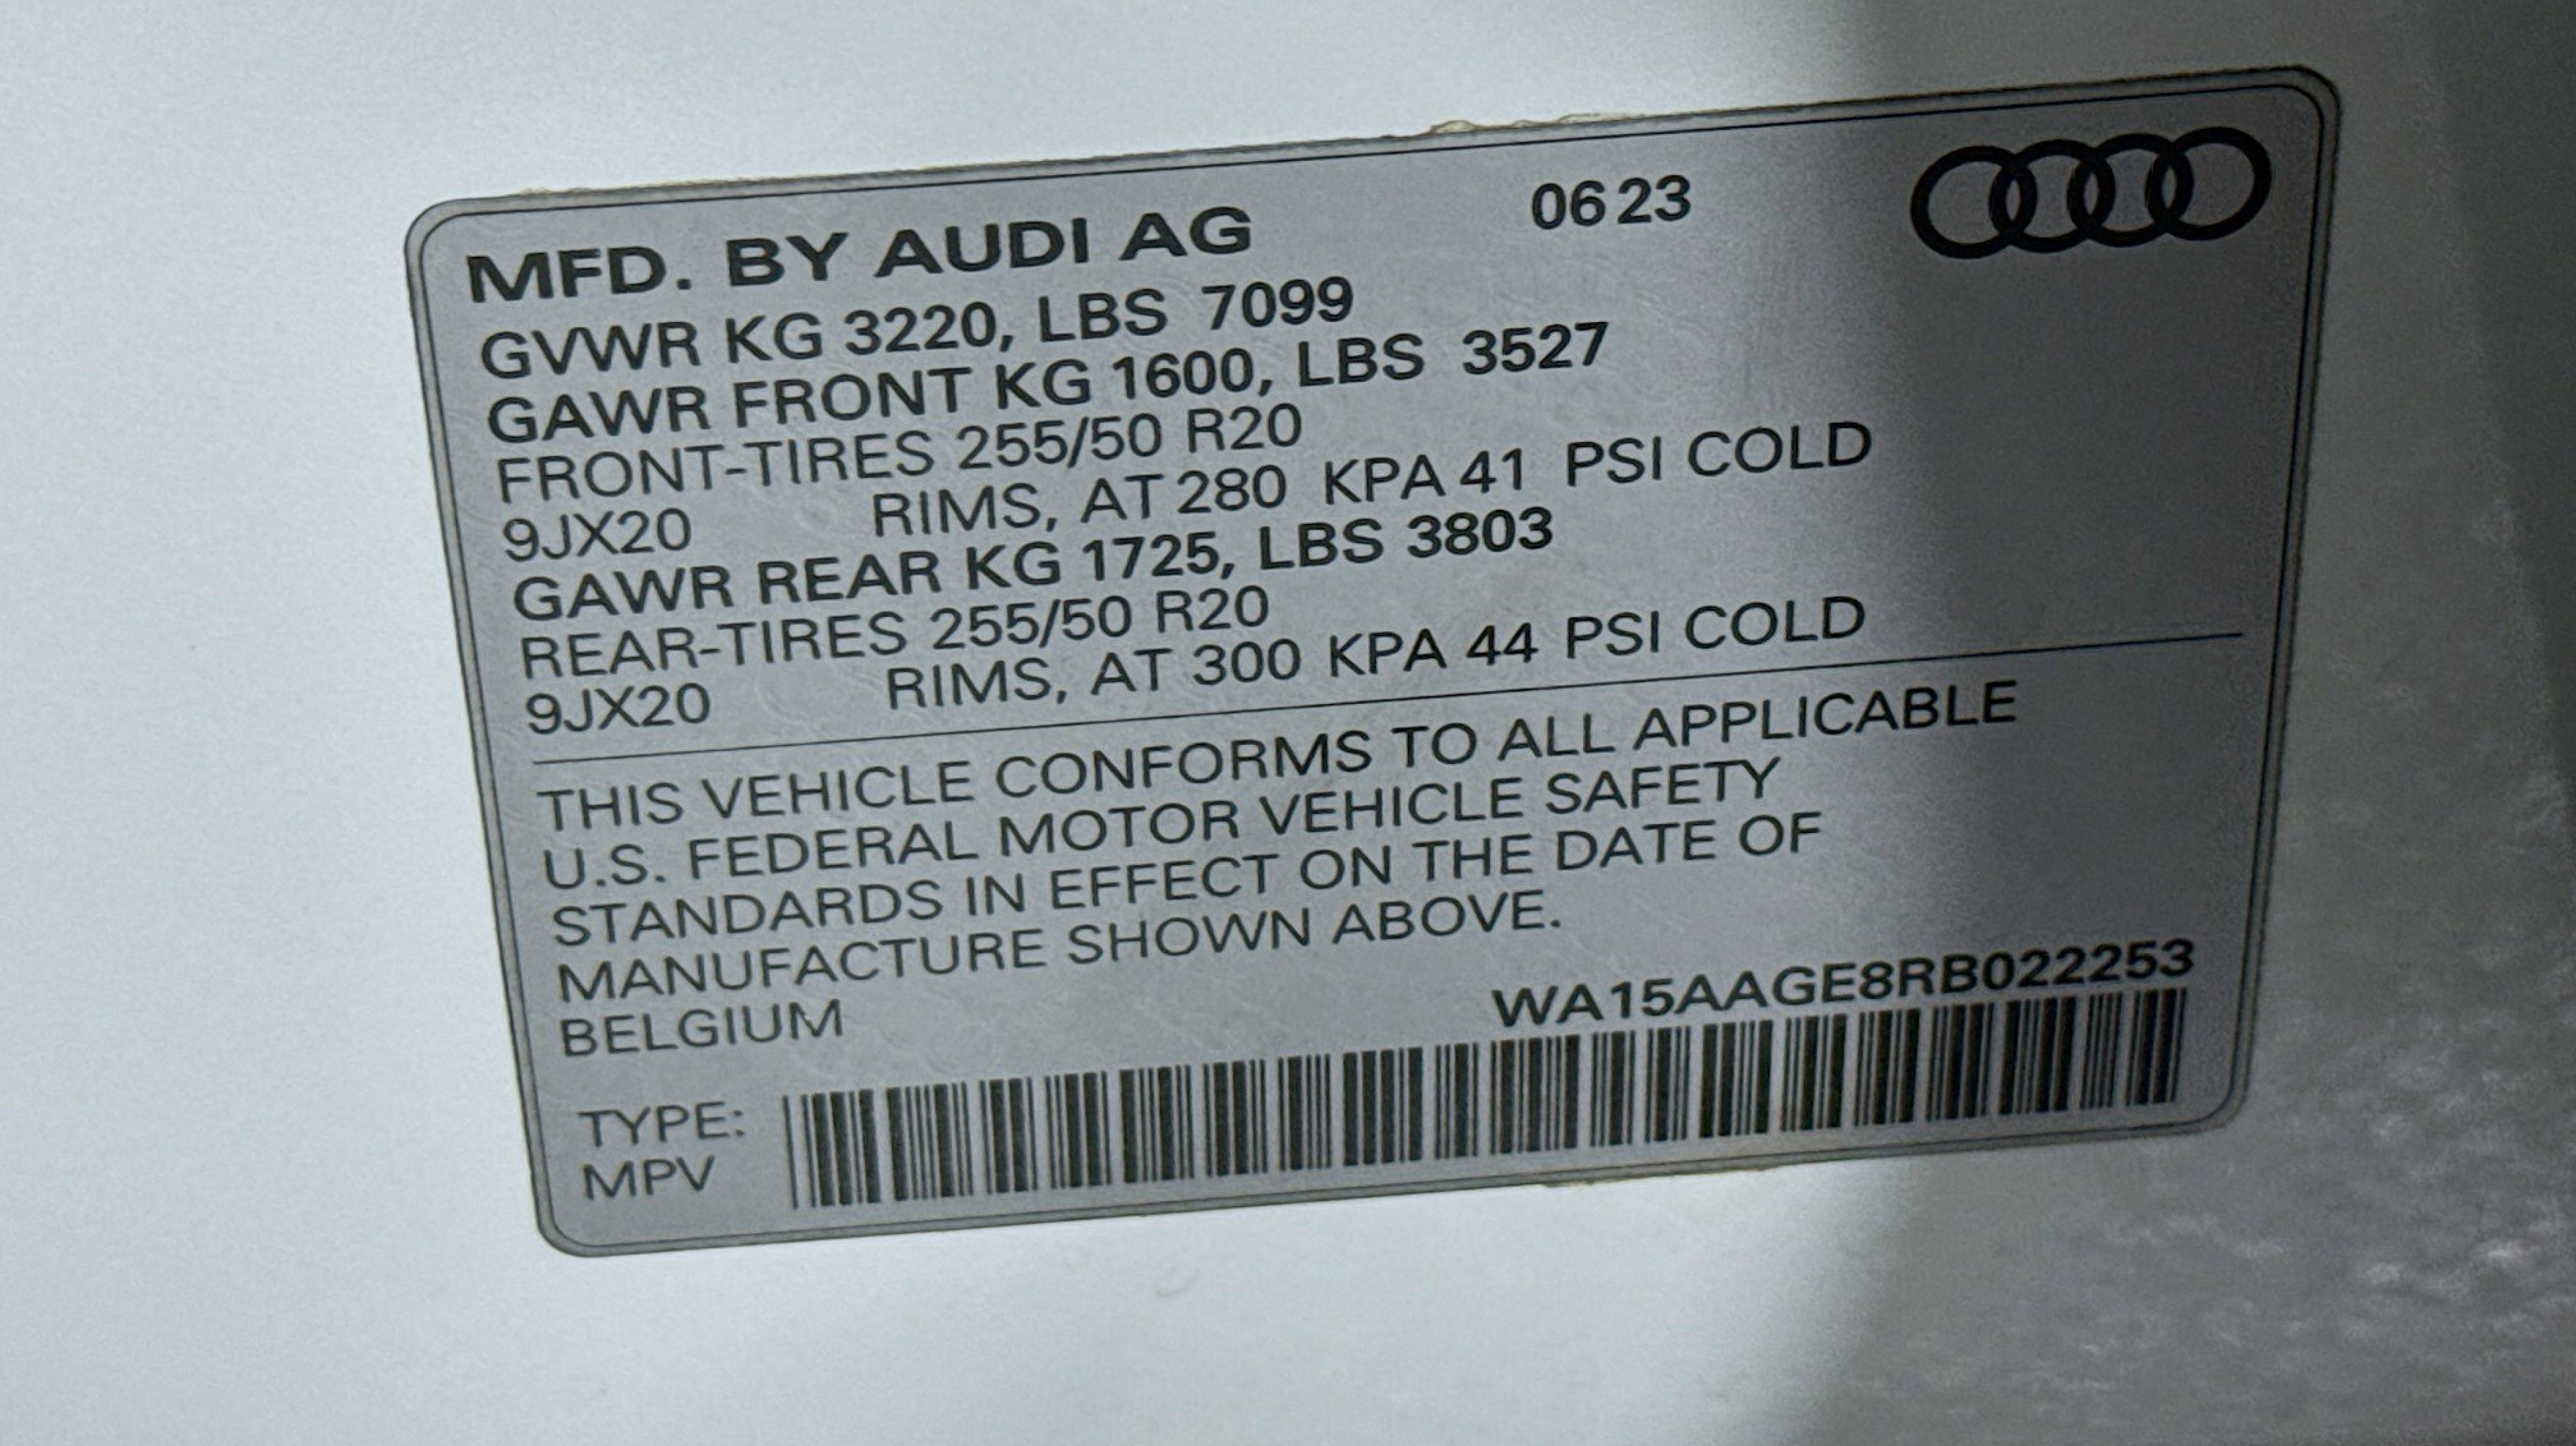 MFD. BY AUDI AG 06 23
GVWR KG 3220, LBS 7099
GAWR FRONT KG 1600, LBS 3527
FRONT-TIRES 255/50 R20
9JX20 RIMS, AT 280 KPA 41 PSI COLD
GAWR REAR KG 1725, LBS 3803
REAR-TIRES 255/50 R20
9JX20 RIMS, AT 300 KPA 44 PSI COLD
THIS VEHICLE CONFORMS TO ALL APPLICABLE
U.S. FEDERAL MOTOR VEHICLE SAFETY
STANDARDS IN EFFECT ON THE DATE OF
MANUFACTURE SHOWN ABOVE.
BELGIUM WA15AAGE8RB022253
TYPE:
MPV